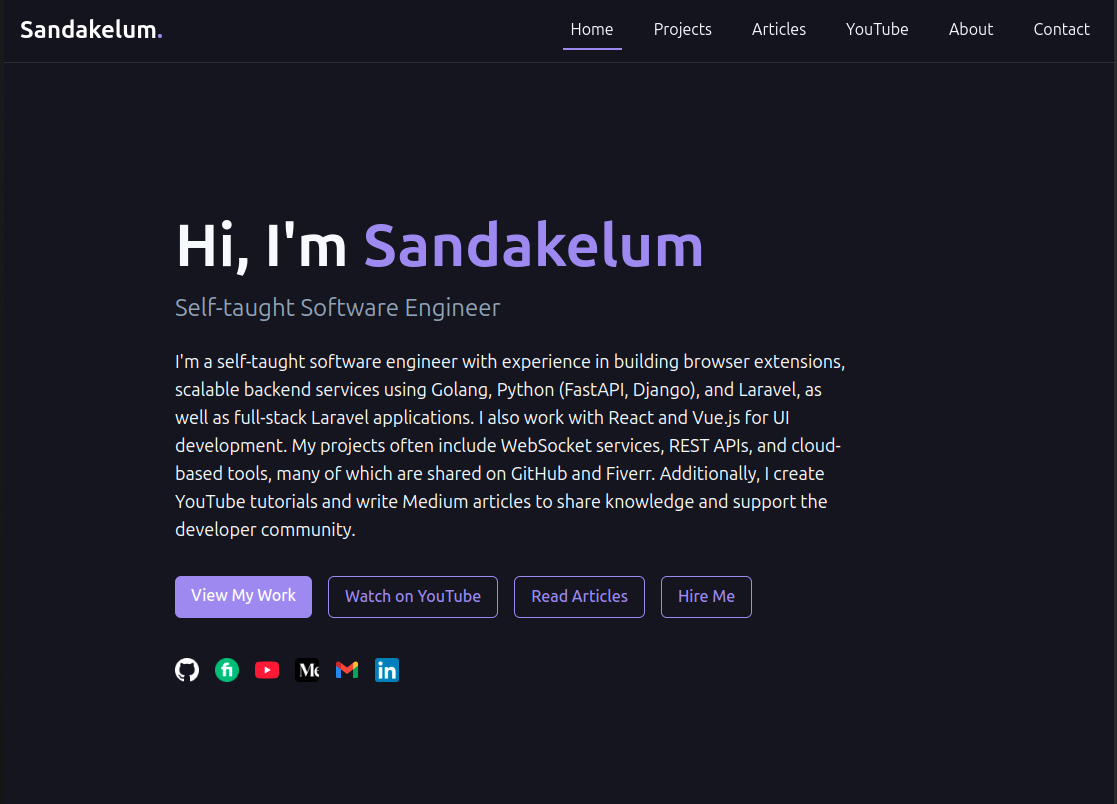 Sandakelum.
Home Projects Articles YouTube About Contact
Hi, I'm Sandakelum
Self-taught Software Engineer
I'm a self-taught software engineer with experience in building browser extensions,
scalable backend services using Golang, Python (FastAPI, Django), and Laravel, as
well as full-stack Laravel applications. I also work with React and Vue.js for UI
development. My projects often include WebSocket services, REST APIs, and cloud-
based tools, many of which are shared on GitHub and Fiverr. Additionally, I create
YouTube tutorials and write Medium articles to share knowledge and support the
developer community.
View My Work Watch on YouTube Read Articles Hire Me
fi Me in